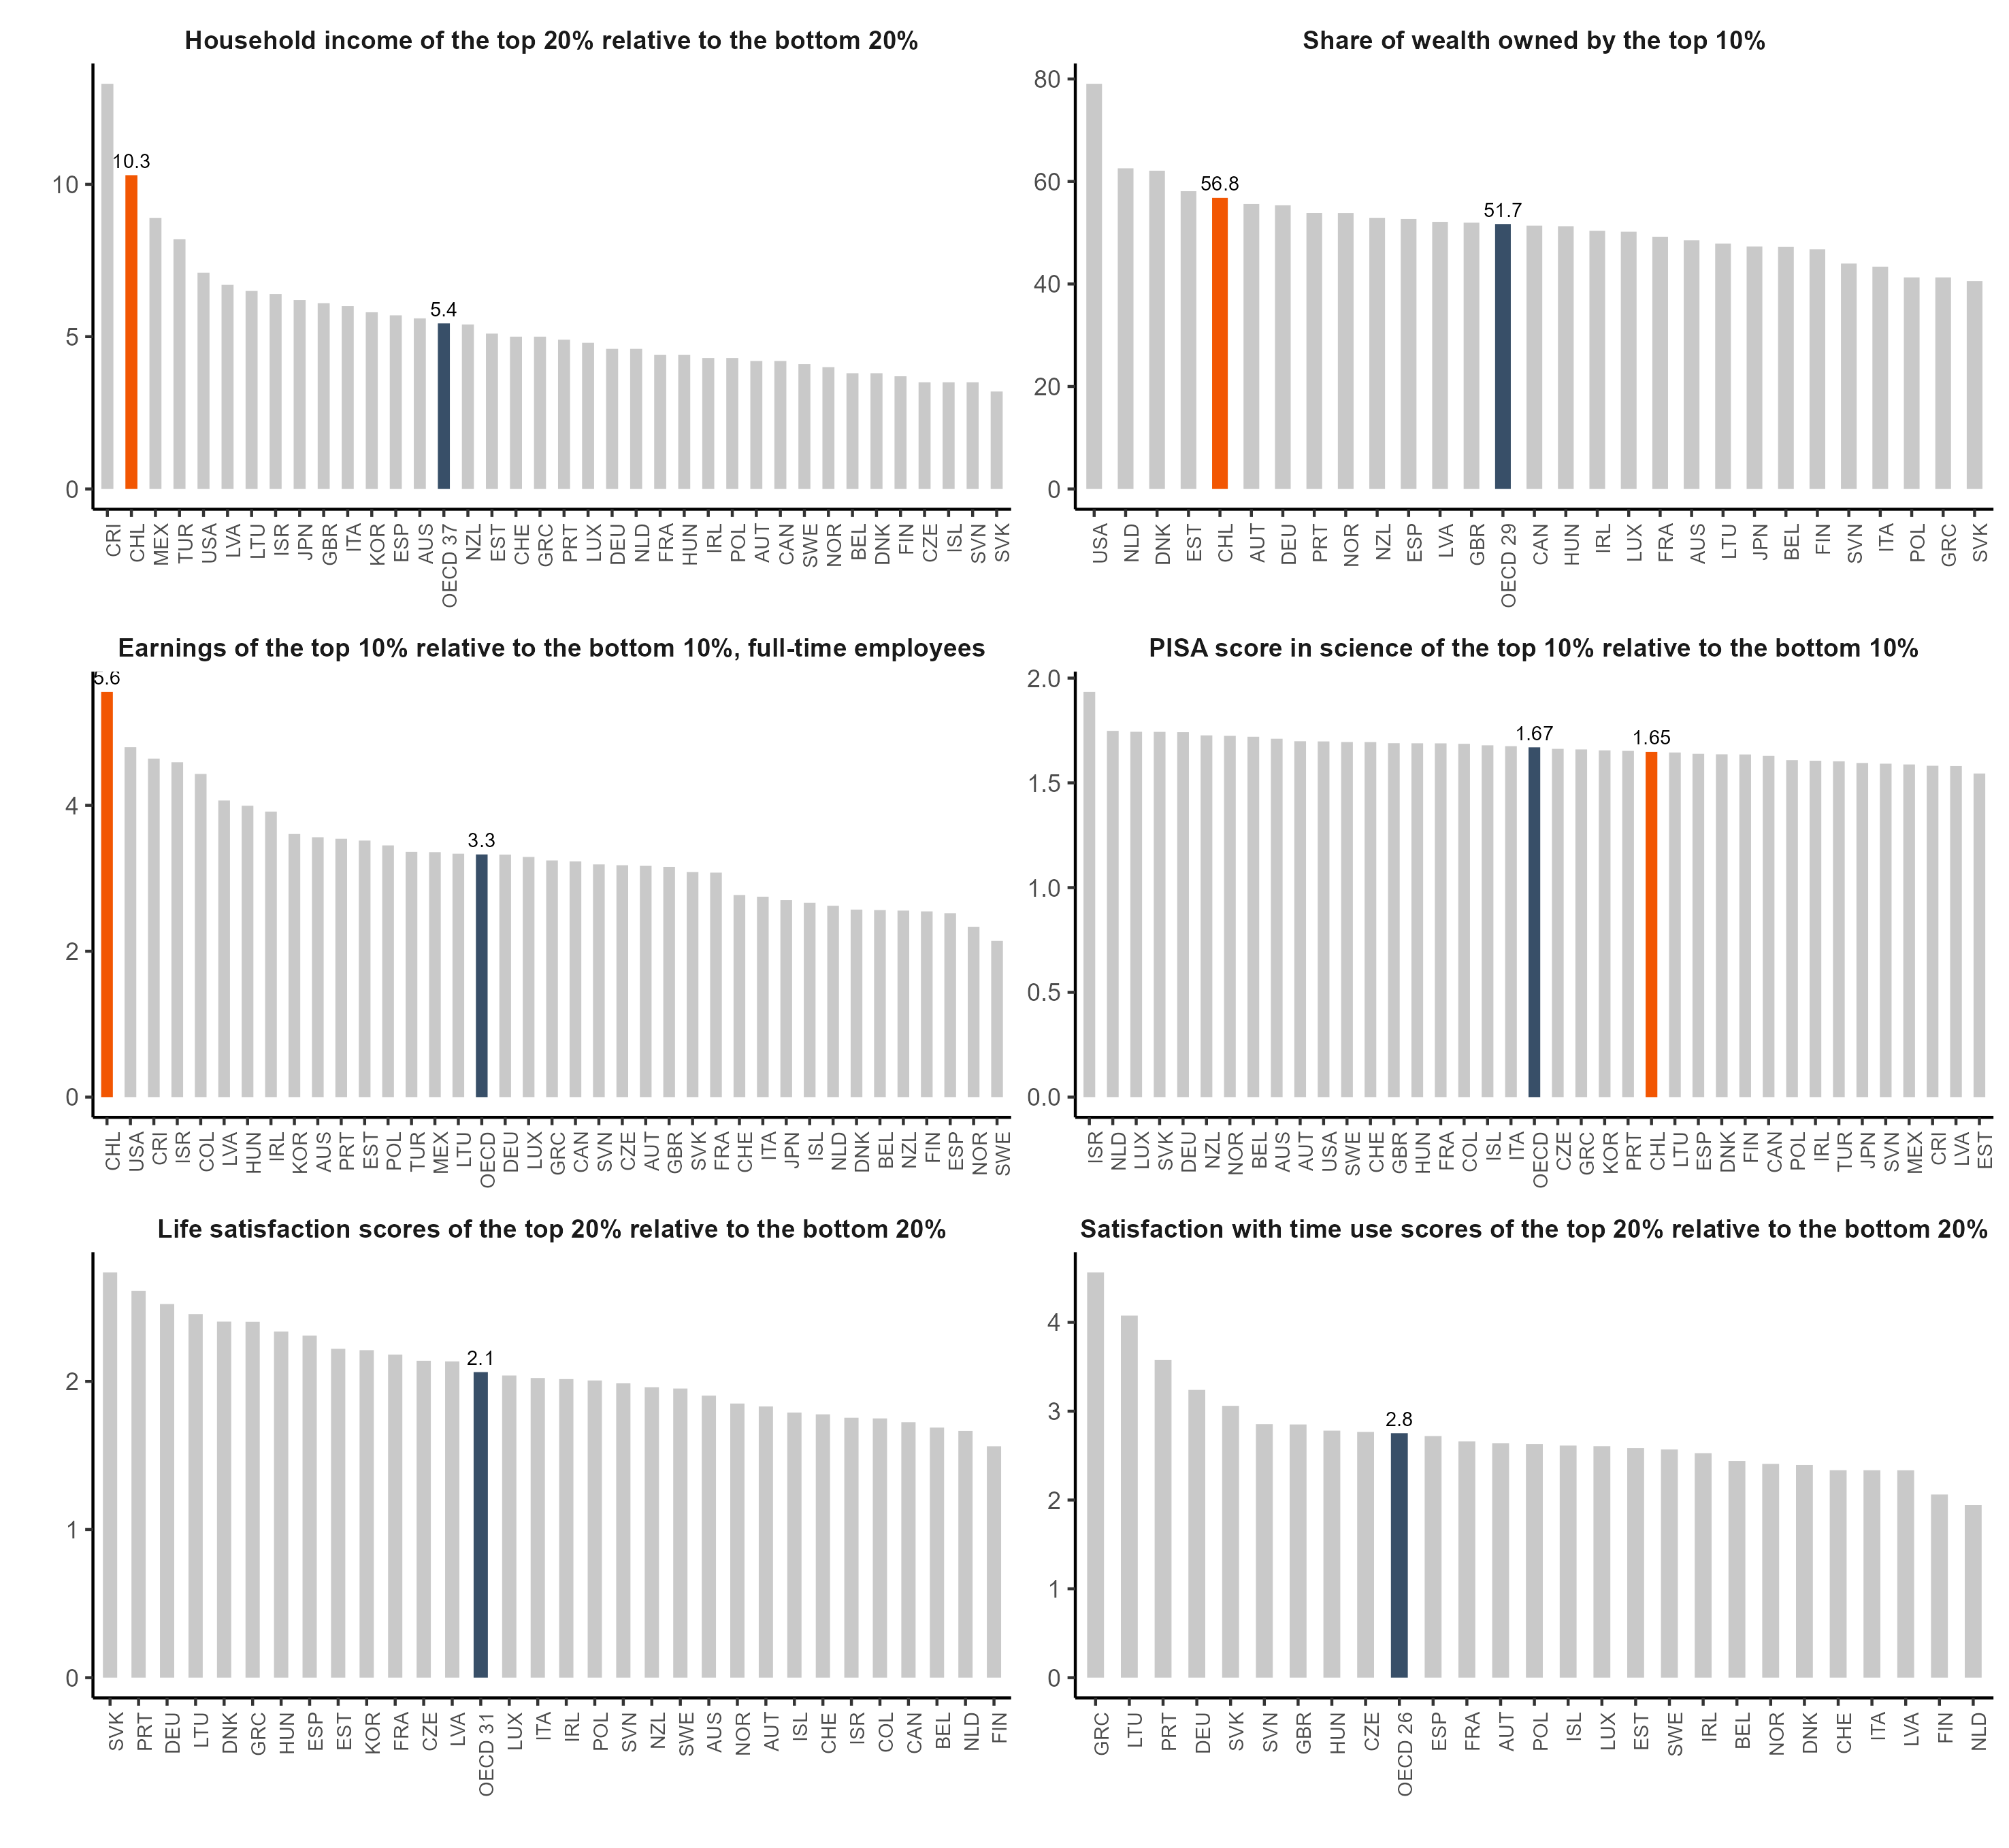 Household income of the top 20% relative to the bottom 20%
10
5
0
10.3
5.4
CRI CHL MEX TUR USA LVA LTU ISR JPN GBR ITA KOR ESP AUS OECD 37 NZL EST CHE GRC PRT LUX DEU NLD FRA HUN IRL POL AUT CAN SWE NOR BEL DNK FIN CZE ISL SVN SVK
Share of wealth owned by the top 10%
80
60
40
20
0
56.8
51.7
USA NLD DNK EST CHL AUT DEU PRT NOR NZL ESP LVA GBR OECD 29 CAN HUN IRL LUX FRA AUS LTU JPN BEL FIN SVN ITA POL GRC SVK
Earnings of the top 10% relative to the bottom 10%, full-time employees
5.6
4
2
0
3.3
CHL USA CRI ISR COL LVA HUN IRL KOR AUS PRT EST POL TUR MEX LTU OECD DEU LUX GRC CAN SVN CZE AUT GBR SVK FRA CHE ITA JPN ISL NLD DNK BEL NZL FIN ESP NOR SWE
PISA score in science of the top 10% relative to the bottom 10%
2.0
1.5
1.0
0.5
0.0
1.67
1.65
ISR NLD LUX SVK DEU NZL NOR BEL AUS AUT USA SWE CHE GBR HUN FRA COL ISL ITA OECD CZE GRC KOR PRT CHL LTU ESP DNK FIN CAN POL IRL TUR JPN SVN MEX CRI LVA EST
Life satisfaction scores of the top 20% relative to the bottom 20%
2
1
0
2.1
SVK PRT DEU LTU DNK GRC HUN ESP EST KOR FRA CZE LVA OECD 31 LUX ITA IRL POL SVN NZL SWE AUS NOR AUT ISL CHE ISR COL CAN BEL NLD FIN
Satisfaction with time use scores of the top 20% relative to the bottom 20%
4
3
2
1
0
2.8
GRC LTU PRT DEU SVK SVN GBR HUN CZE OECD 26 ESP FRA AUT POL ISL LUX EST SWE IRL BEL NOR DNK CHE ITA LVA FIN NLD